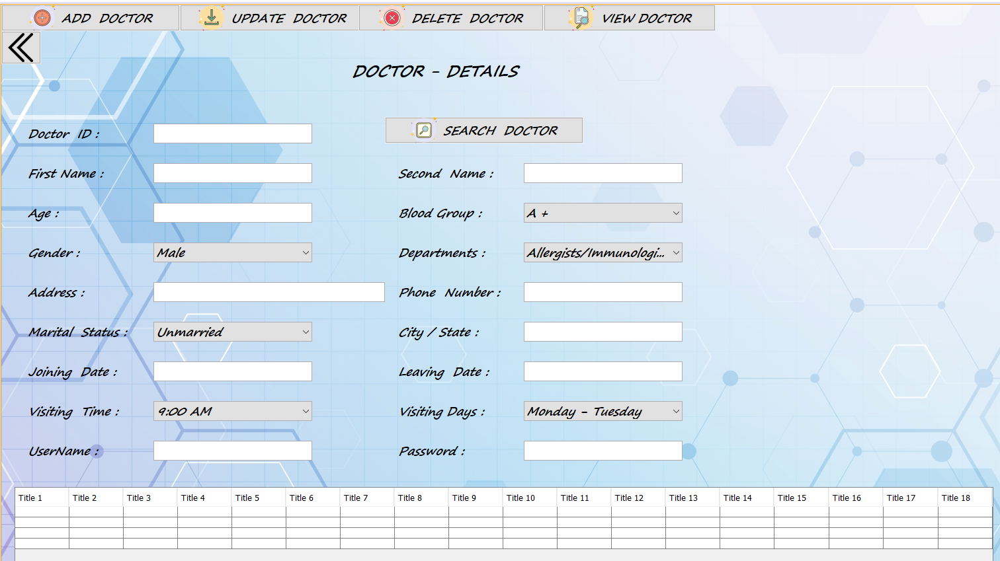 ADD DOCTOR UPDATE DOCTOR DELETE DOCTOR VIEW DOCTOR
DOCTOR - DETAILS
Doctor ID : SEARCH DOCTOR
First Name : Second Name :
Age : Blood Group : A +
Gender : Male Departments : Allergists/Immunologi...
Address : Phone Number :
Marital Status : Unmarried City / State :
Joining Date : Leaving Date :
Visiting Time : 9:00 AM Visiting Days : Monday - Tuesday
UserName : Password :
Title 1 Title 2 Title 3 Title 4 Title 5 Title 6 Title 7 Title 8 Title 9 Title 10 Title 11 Title 12 Title 13 Title 14 Title 15 Title 16 Title 17 Title 18